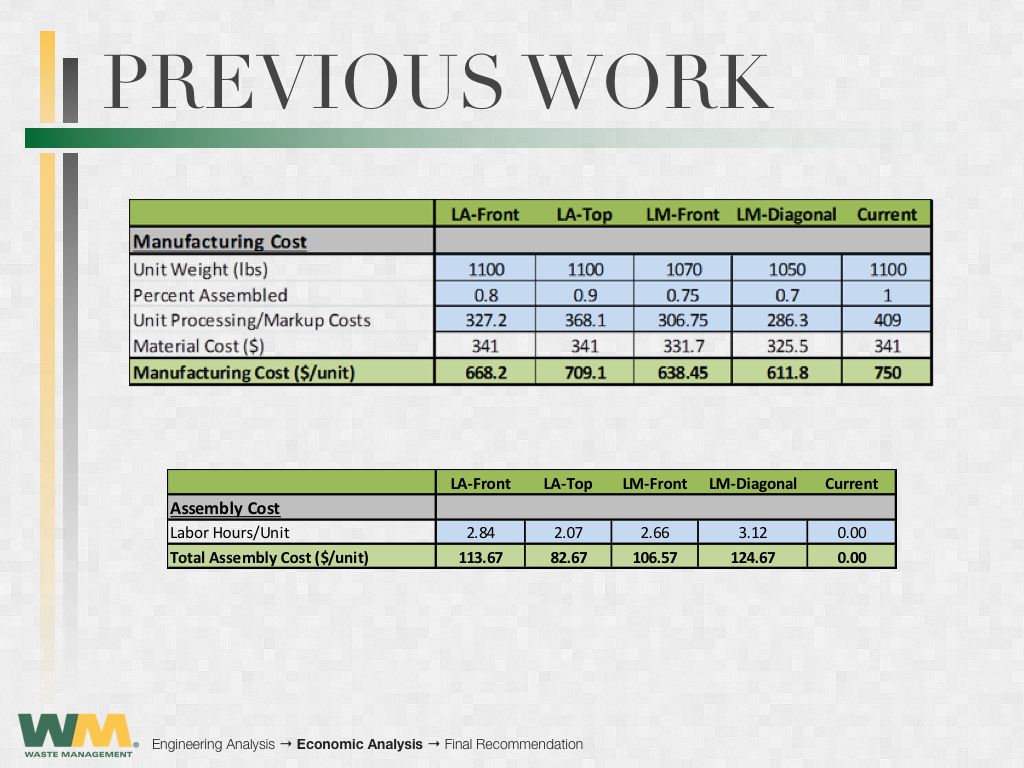 PREVIOUS WORK
LA-Front LA-Top LM-Front LM-Diagonal Current
Manufacturing Cost
Unit Weight (lbs) 1100 1100 1070 1050 1100
Percent Assembled 0.8 0.9 0.75 0.7 1
Unit Processing/Markup Costs 327.2 368.1 306.75 286.3 409
Material Cost ($) 341 341 331.7 325.5 341
Manufacturing Cost ($/unit) 668.2 709.1 638.45 611.8 750
LA-Front LA-Top LM-Front LM-Diagonal Current
Assembly Cost
Labor Hours/Unit 2.84 2.07 2.66 3.12 0.00
Total Assembly Cost ($/unit) 113.67 82.67 106.57 124.67 0.00
WM®
WASTE MANAGEMENT
Engineering Analysis → Economic Analysis → Final Recommendation